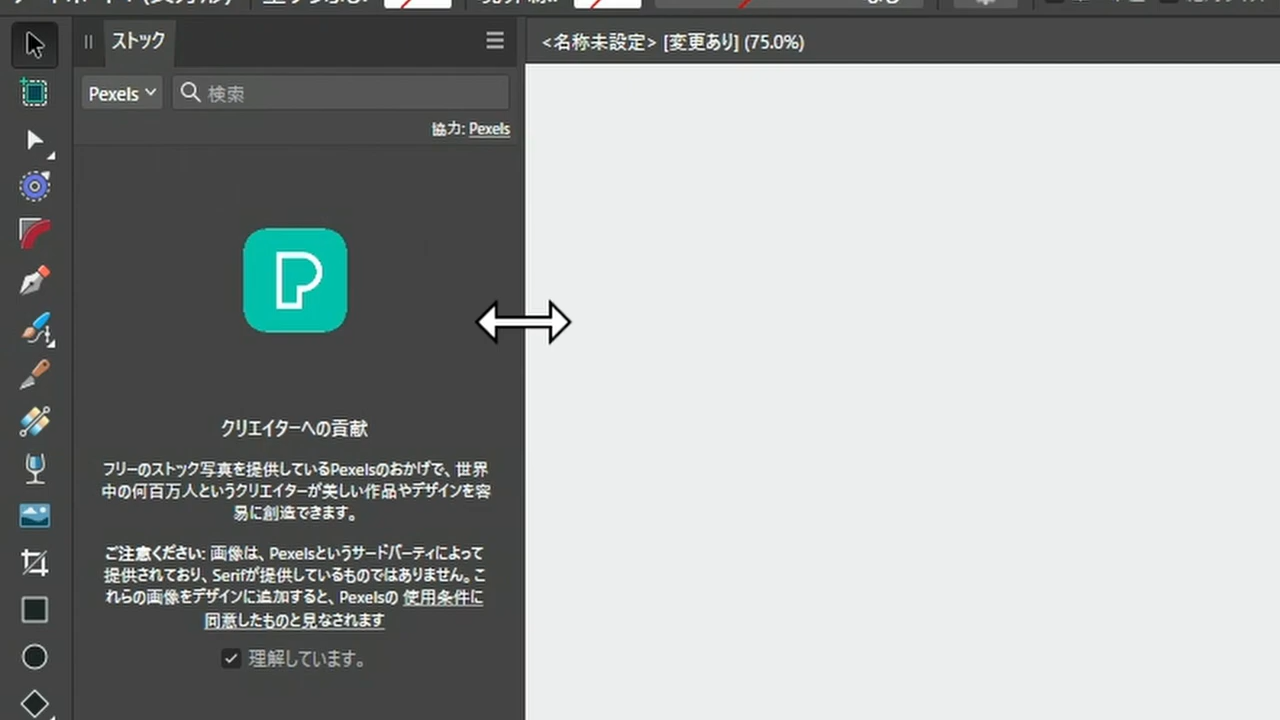 ストック
<名称未設定> [変更あり] (75.0%)
Pexels
検索
協力: Pexels
クリエイターへの貢献
フリーのストック写真を提供しているPexelsのおかげで、世界
中の何百万人というクリエイターが美しい作品やデザインを容
易に創造できます。
ご注意ください: 画像は、Pexelsというサードパーティによって
提供されており、Serifが提供しているものではありません。こ
れらの画像をデザインに追加すると、Pexelsの 使用条件に
同意したものと見なされます
理解しています。